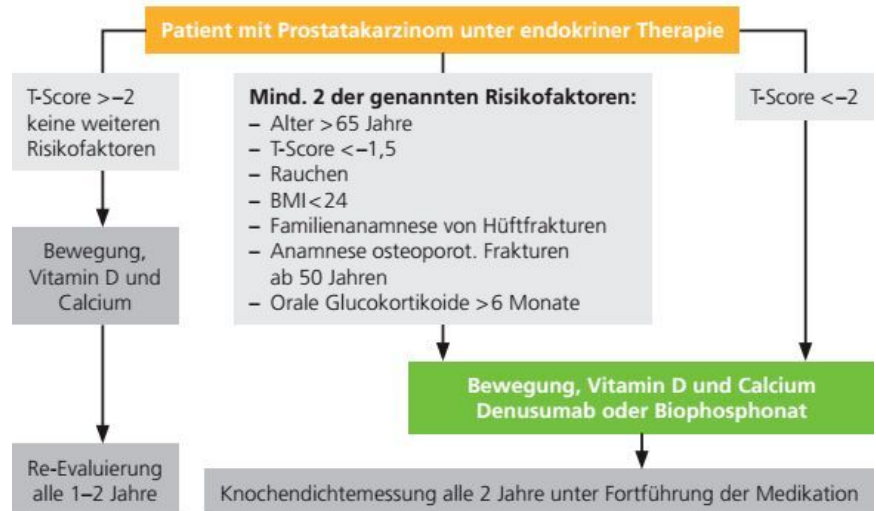 Patient mit Prostatakarzinom unter endokriner Therapie
T-Score >–2
keine weiteren
Risikofaktoren
Bewegung,
Vitamin D und
Calcium
Re-Evaluierung
alle 1–2 Jahre
Mind. 2 der genannten Risikofaktoren:
– Alter >65 Jahre
– T-Score <–1,5
– Rauchen
– BMI<24
– Familienanamnese von Hüftfrakturen
– Anamnese osteoporot. Frakturen
ab 50 Jahren
– Orale Glucokortikoide >6 Monate
T-Score <–2
Bewegung, Vitamin D und Calcium
Denusumab oder Biophosphonat
Knochendichtemessung alle 2 Jahre unter Fortführung der Medikation